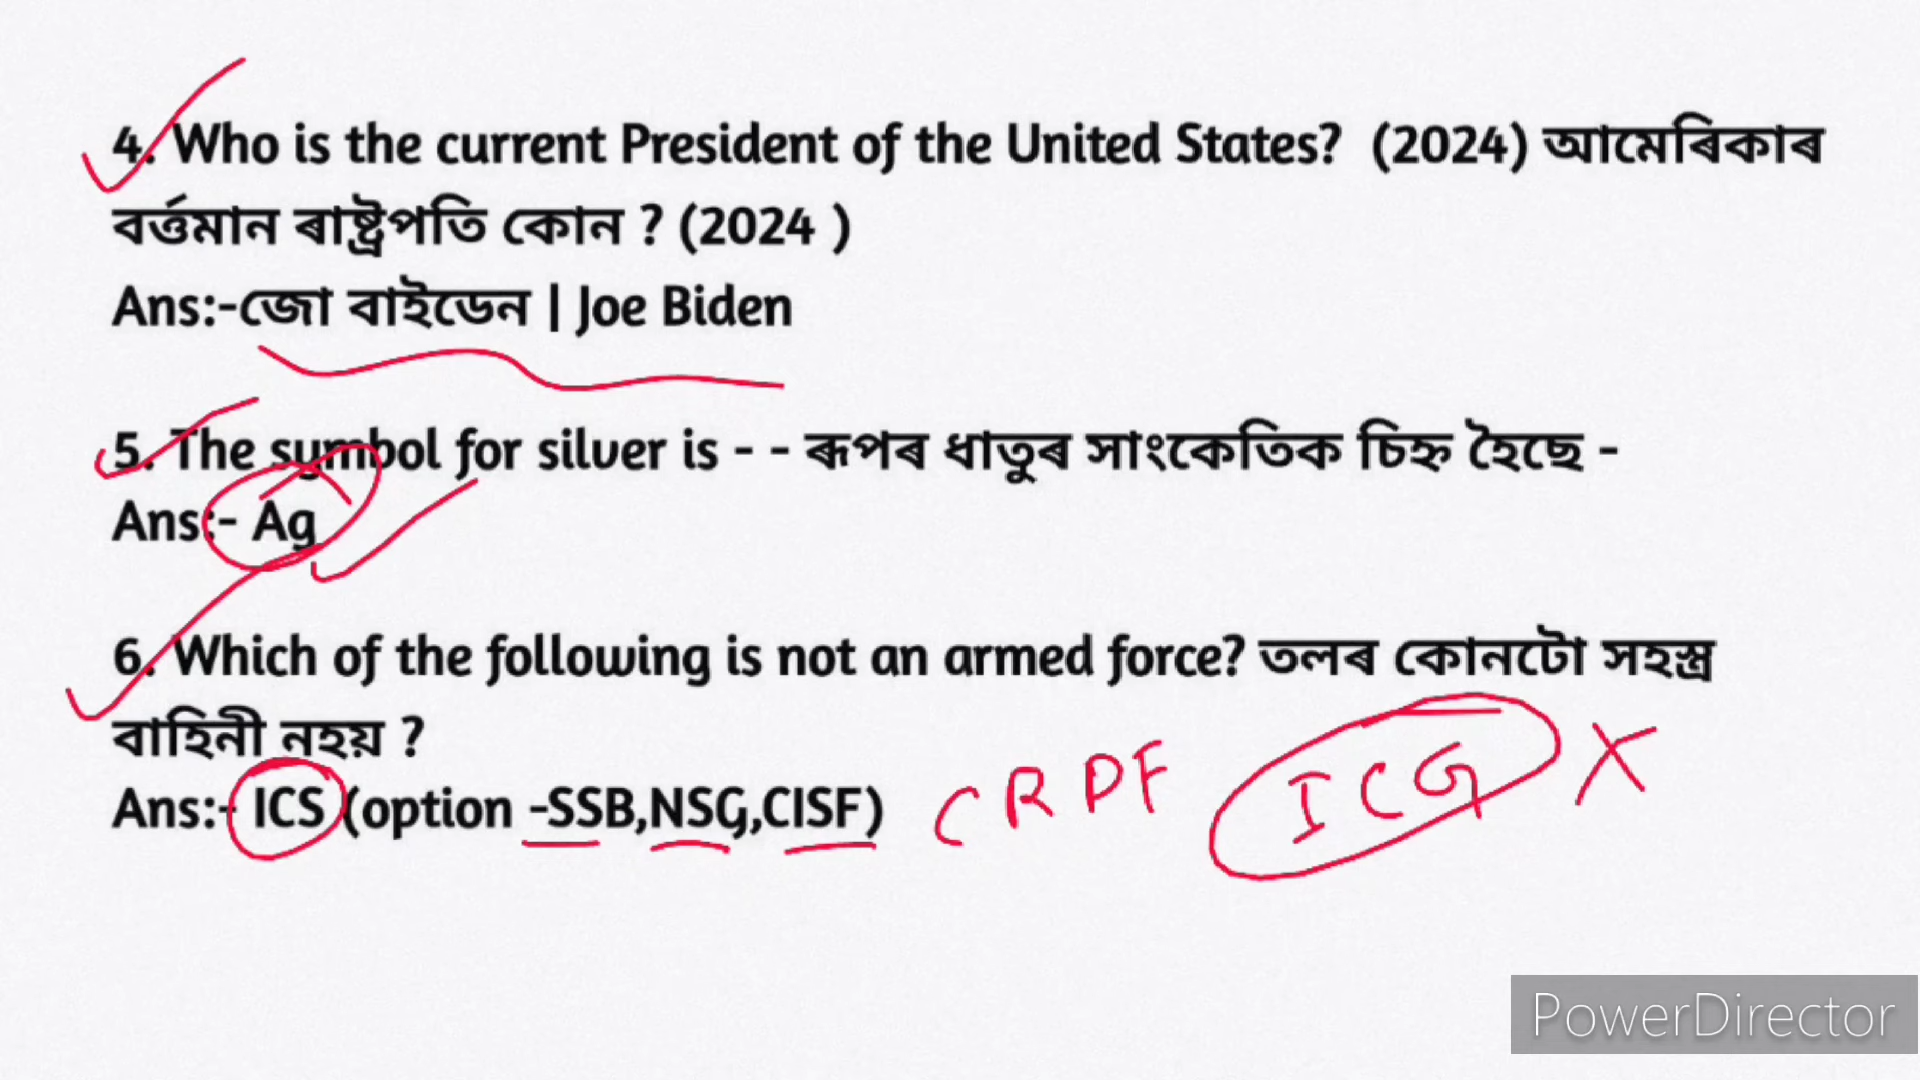 4. Who is the current President of the United States? (2024) আমেৰিকাৰ
বৰ্ত্তমান ৰাষ্ট্ৰপতি কোন ? (2024 )
Ans:-জো বাইডেন | Joe Biden
5. The symbol for silver is - - ৰূপৰ ধাতুৰ সাংকেতিক চিহ্ন হৈছে -
Ans:- Ag
6. Which of the following is not an armed force? তলৰ কোনটো সহস্ত্ৰ
বাহিনী নহয় ?
Ans:- ICS (option -SSB,NSG,CISF) CRPF ICG X
PowerDirector